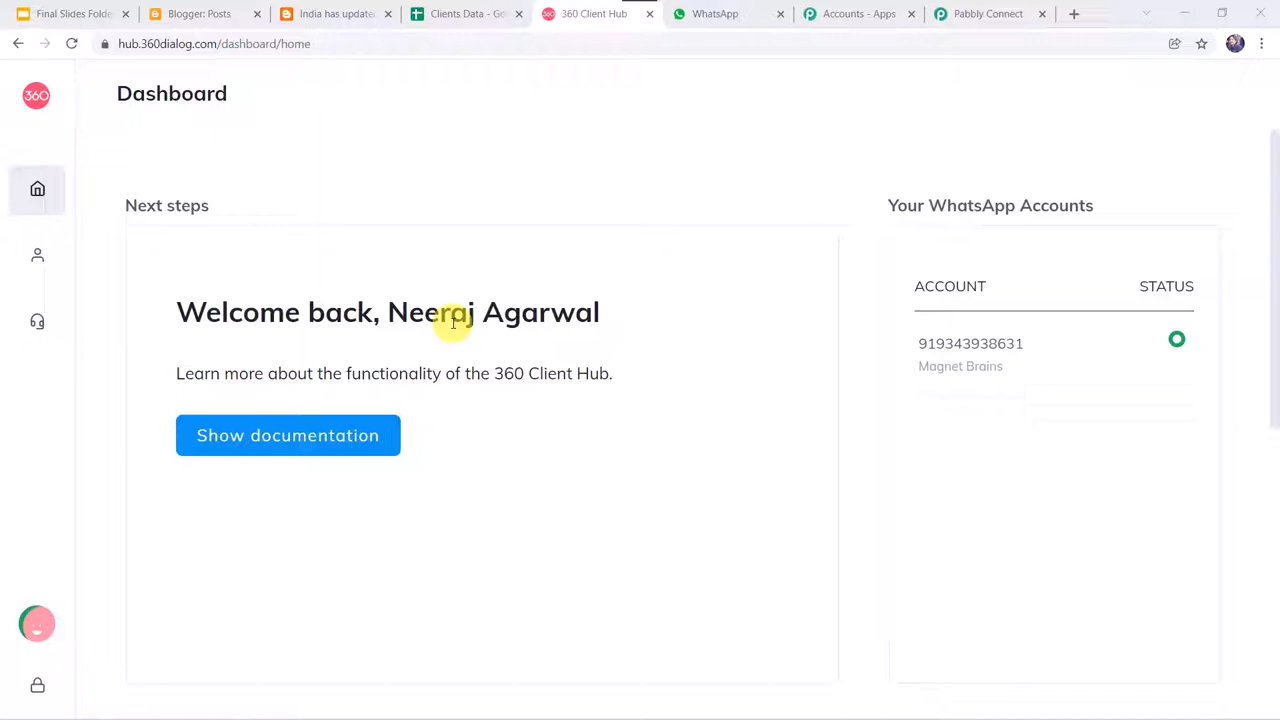 Final Slides Folde
Blogger: Posts
India has update
Clients Data - Go
360 Client Hub
WhatsApp
Accounts - Apps
Pabbly Connect
hub.360dialog.com/dashboard/home
360
Dashboard
Next steps
Your WhatsApp Accounts
Welcome back, Neeraj Agarwal
ACCOUNT
STATUS
919343938631
Magnet Brains
Learn more about the functionality of the 360 Client Hub.
Show documentation